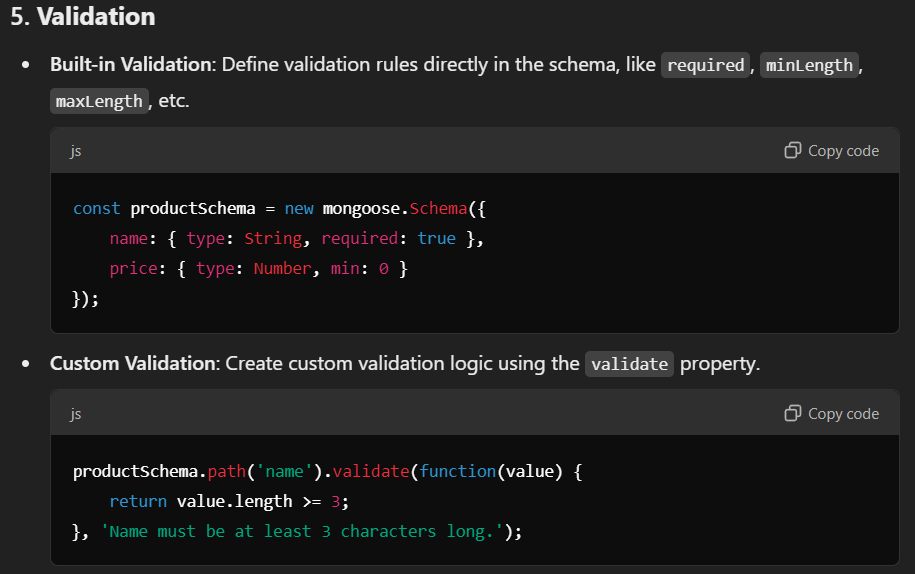 5. Validation
• Built-in Validation: Define validation rules directly in the schema, like required, minLength,
maxLength, etc.
js Copy code
const productSchema = new mongoose.Schema({
    name: { type: String, required: true },
    price: { type: Number, min: 0 }
});
• Custom Validation: Create custom validation logic using the validate property.
js Copy code
productSchema.path('name').validate(function(value) {
    return value.length >= 3;
}, 'Name must be at least 3 characters long.');